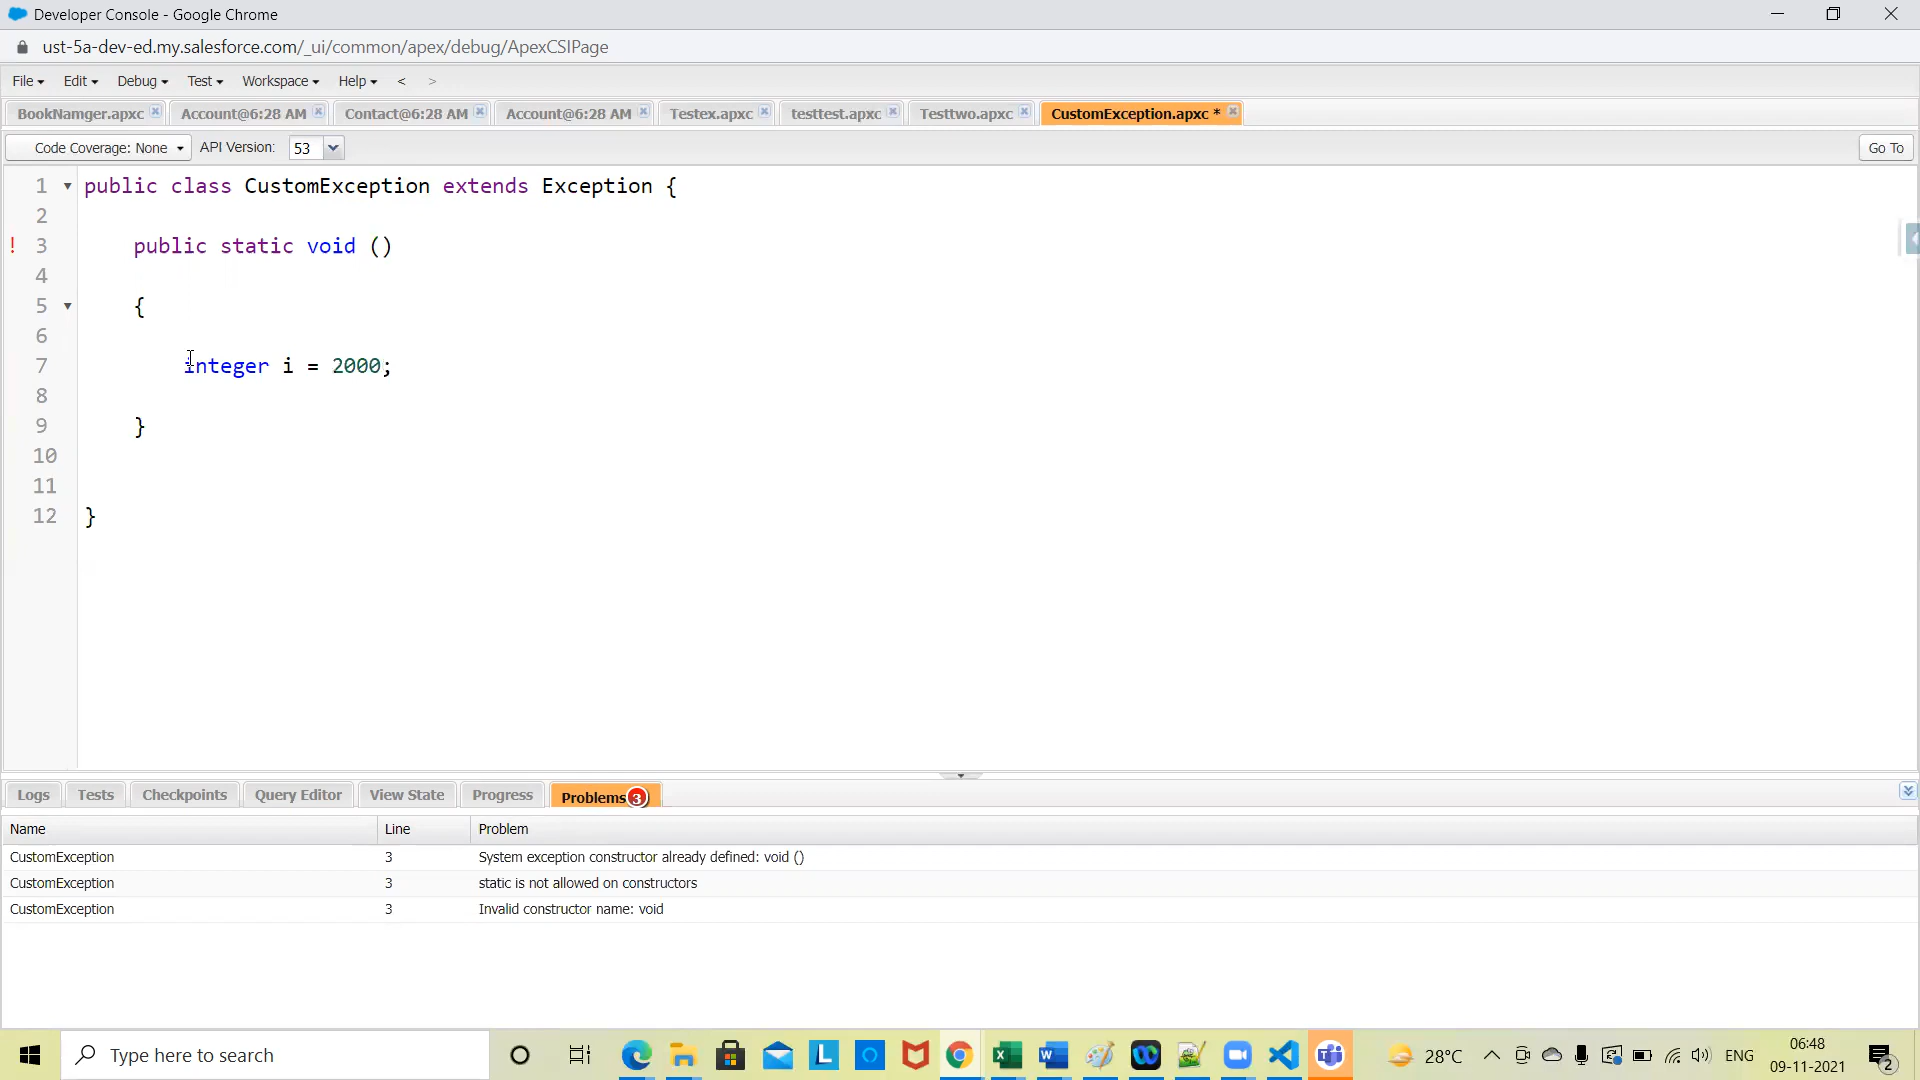 Developer Console - Google Chrome
ust-5a-dev-ed.my.salesforce.com/_ui/common/apex/debug/ApexCSIPage
File Edit Debug Test Workspace Help < >
BookNamger.apxc Account@6:28 AM Contact@6:28 AM Account@6:28 AM Testex.apxc testtest.apxc Testtwo.apxc CustomException.apxc *
Code Coverage: None API Version: 53 Go To
1 public class CustomException extends Exception {
2
! 3 public static void ()
4
5 {
6
7 integer i = 2000;
8
9 }
10
11
12 }
Logs Tests Checkpoints Query Editor View State Progress Problems 3
Name Line Problem
CustomException 3 System exception constructor already defined: void ()
CustomException 3 static is not allowed on constructors
CustomException 3 Invalid constructor name: void
Type here to search
28°C ENG
06:48
09-11-2021
2